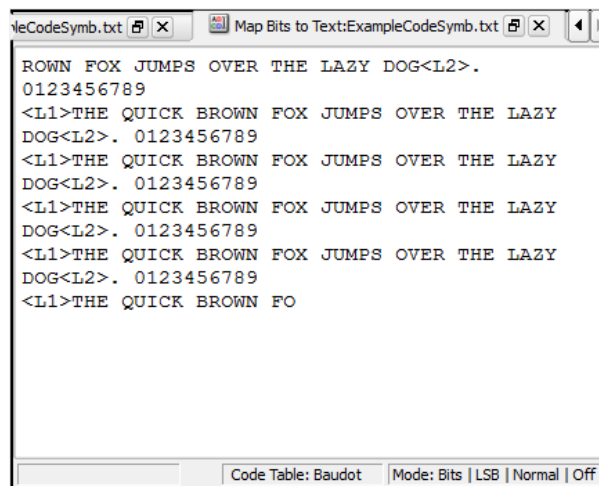 leCodeSymb.txt Map Bits to Text:ExampleCodeSymb.txt
ROWN FOX JUMPS OVER THE LAZY DOG<L2>.
0123456789
<L1>THE QUICK BROWN FOX JUMPS OVER THE LAZY
DOG<L2>. 0123456789
<L1>THE QUICK BROWN FOX JUMPS OVER THE LAZY
DOG<L2>. 0123456789
<L1>THE QUICK BROWN FOX JUMPS OVER THE LAZY
DOG<L2>. 0123456789
<L1>THE QUICK BROWN FOX JUMPS OVER THE LAZY
DOG<L2>. 0123456789
<L1>THE QUICK BROWN FO
Code Table: Baudot Mode: Bits | LSB | Normal | Off